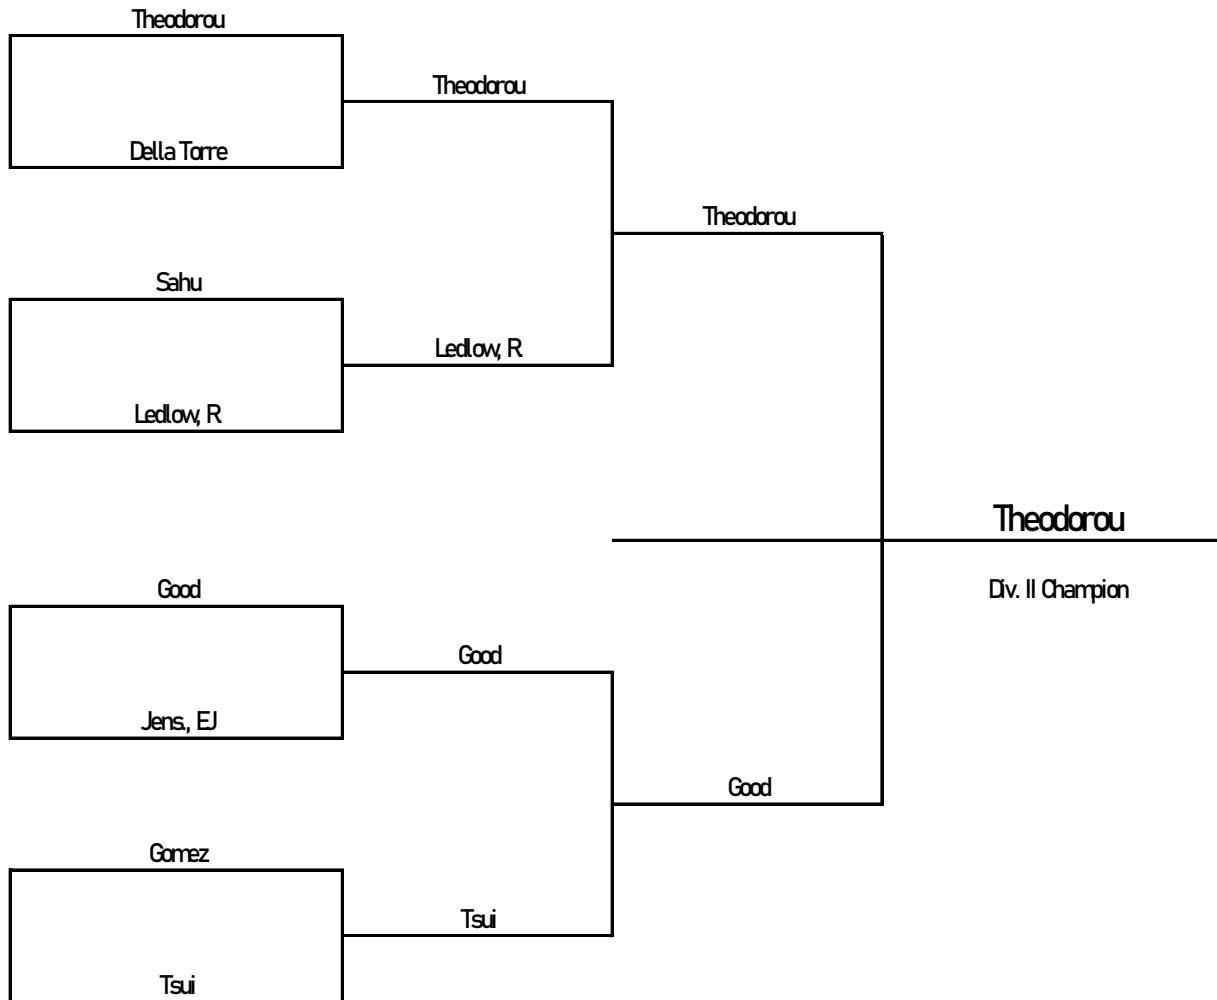 Theodorou
Theodorou
Della Torre
Theodorou
Sahu
Ledlow, R.
Ledlow, R.
Theodorou
Div. II Champion
Good
Good
Jens., EJ
Good
Gomez
Tsui
Tsui